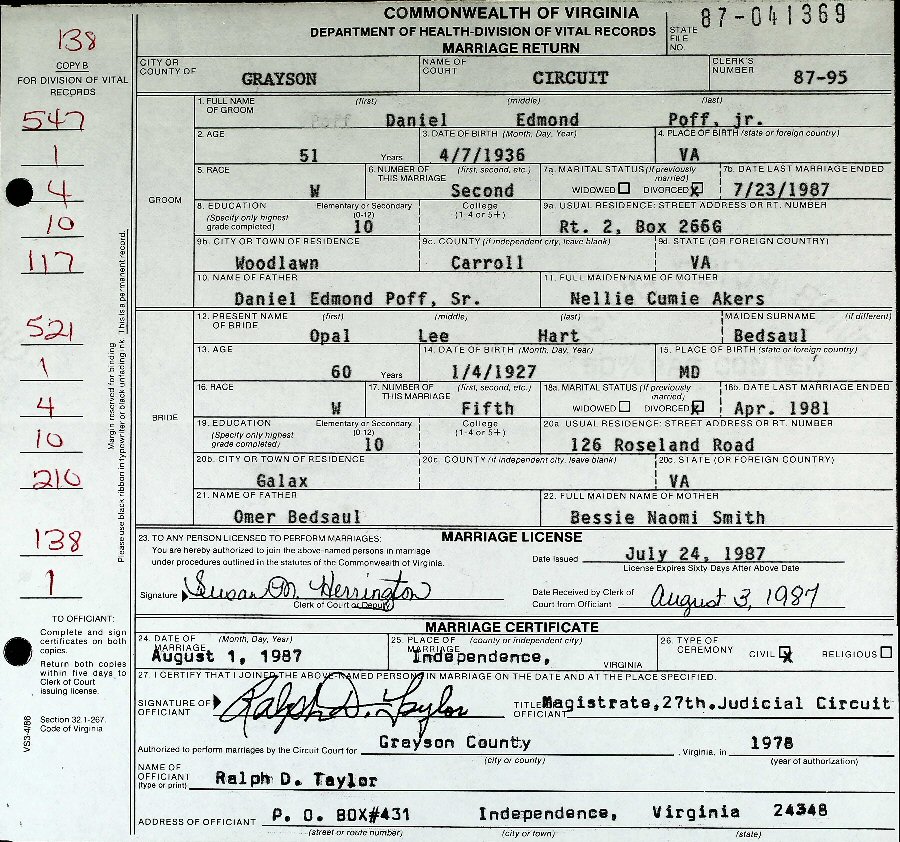 COMMONWEALTH OF VIRGINIA
DEPARTMENT OF HEALTH-DIVISION OF VITAL RECORDS
MARRIAGE RETURN
STATE FILE NO. 87-041369
138
COPY B
FOR DIVISION OF VITAL RECORDS
547
1
4
10
117
521
1
4
10
210
138
1
Margin reserved for binding
Please use black ribbon in typewriter or black unfading ink. This is a permanent record.
TO OFFICIANT:
Complete and sign
certificates on both
copies.
Return both copies
within five days to
Clerk of Court
issuing license.
Section 32.1-267.
Code of Virginia
VS3-4/86
CITY OR COUNTY OF GRAYSON NAME OF COURT CIRCUIT CLERK'S NUMBER 87-95
GROOM
1. FULL NAME OF GROOM (first) (middle) (last)
Daniel Edmond Poff, jr.
2. AGE 3. DATE OF BIRTH (Month, Day, Year) 4. PLACE OF BIRTH (state or foreign country)
51 Years 4/7/1936 VA
5. RACE 6. NUMBER OF THIS MARRIAGE (first, second, etc.) 7a. MARITAL STATUS (If previously married) 7b. DATE LAST MARRIAGE ENDED
W Second WIDOWED ☐ DIVORCED ☒ 7/23/1987
8. EDUCATION (Specify only highest grade completed) Elementary or Secondary (0-12) College (1-4 or 5+) 9a. USUAL RESIDENCE: STREET ADDRESS OR RT. NUMBER
10 Rt. 2, Box 266G
9b. CITY OR TOWN OF RESIDENCE 9c. COUNTY (if independent city, leave blank) 9d. STATE (OR FOREIGN COUNTRY)
Woodlawn Carroll VA
10. NAME OF FATHER 11. FULL MAIDEN NAME OF MOTHER
Daniel Edmond Poff, Sr. Nellie Cumie Akers
BRIDE
12. PRESENT NAME OF BRIDE (first) (middle) (last) MAIDEN SURNAME (if different)
Opal Lee Hart Bedsaul
13. AGE 14. DATE OF BIRTH (Month, Day, Year) 15. PLACE OF BIRTH (state or foreign country)
60 Years 1/4/1927 MD
16. RACE 17. NUMBER OF THIS MARRIAGE (first, second, etc.) 18a. MARITAL STATUS (If previously married) 18b. DATE LAST MARRIAGE ENDED
W Fifth WIDOWED ☐ DIVORCED ☒ Apr. 1981
19. EDUCATION (Specify only highest grade completed) Elementary or Secondary (0-12) College (1-4 or 5+) 20a. USUAL RESIDENCE: STREET ADDRESS OR RT. NUMBER
10 126 Roseland Road
20b. CITY OR TOWN OF RESIDENCE 20c. COUNTY (if independent city, leave blank) 20c. STATE (OR FOREIGN COUNTRY)
Galax VA
21. NAME OF FATHER 22. FULL MAIDEN NAME OF MOTHER
Omer Bedsaul Bessie Naomi Smith
MARRIAGE LICENSE
23. TO ANY PERSON LICENSED TO PERFORM MARRIAGES:
You are hereby authorized to join the above-named persons in marriage
under procedures outlined in the statutes of the Commonwealth of Virginia.
Date Issued July 24, 1987
License Expires Sixty Days After Above Date
Signature Susan M. Herrington
Clerk of Court or Deputy
Date Received by Clerk of Court from Officiant August 3, 1987
MARRIAGE CERTIFICATE
24. DATE OF MARRIAGE (Month, Day, Year) 25. PLACE OF MARRIAGE (county or independent city) 26. TYPE OF CEREMONY CIVIL ☒ RELIGIOUS ☐
August 1, 1987 Independence, VIRGINIA
27. I CERTIFY THAT I JOINED THE ABOVE-NAMED PERSONS IN MARRIAGE ON THE DATE AND AT THE PLACE SPECIFIED.
SIGNATURE OF OFFICIANT Ralph D. Taylor TITLE OFFICIANT Magistrate,27th.Judicial Circuit
Authorized to perform marriages by the Circuit Court for Grayson County , Virginia, in 1978
(city or county) (year of authorization)
NAME OF OFFICIANT (type or print) Ralph D. Taylor
ADDRESS OF OFFICIANT P. O. BOX#431 Independence, Virginia 24348
(street or route number) (city or town) (state)